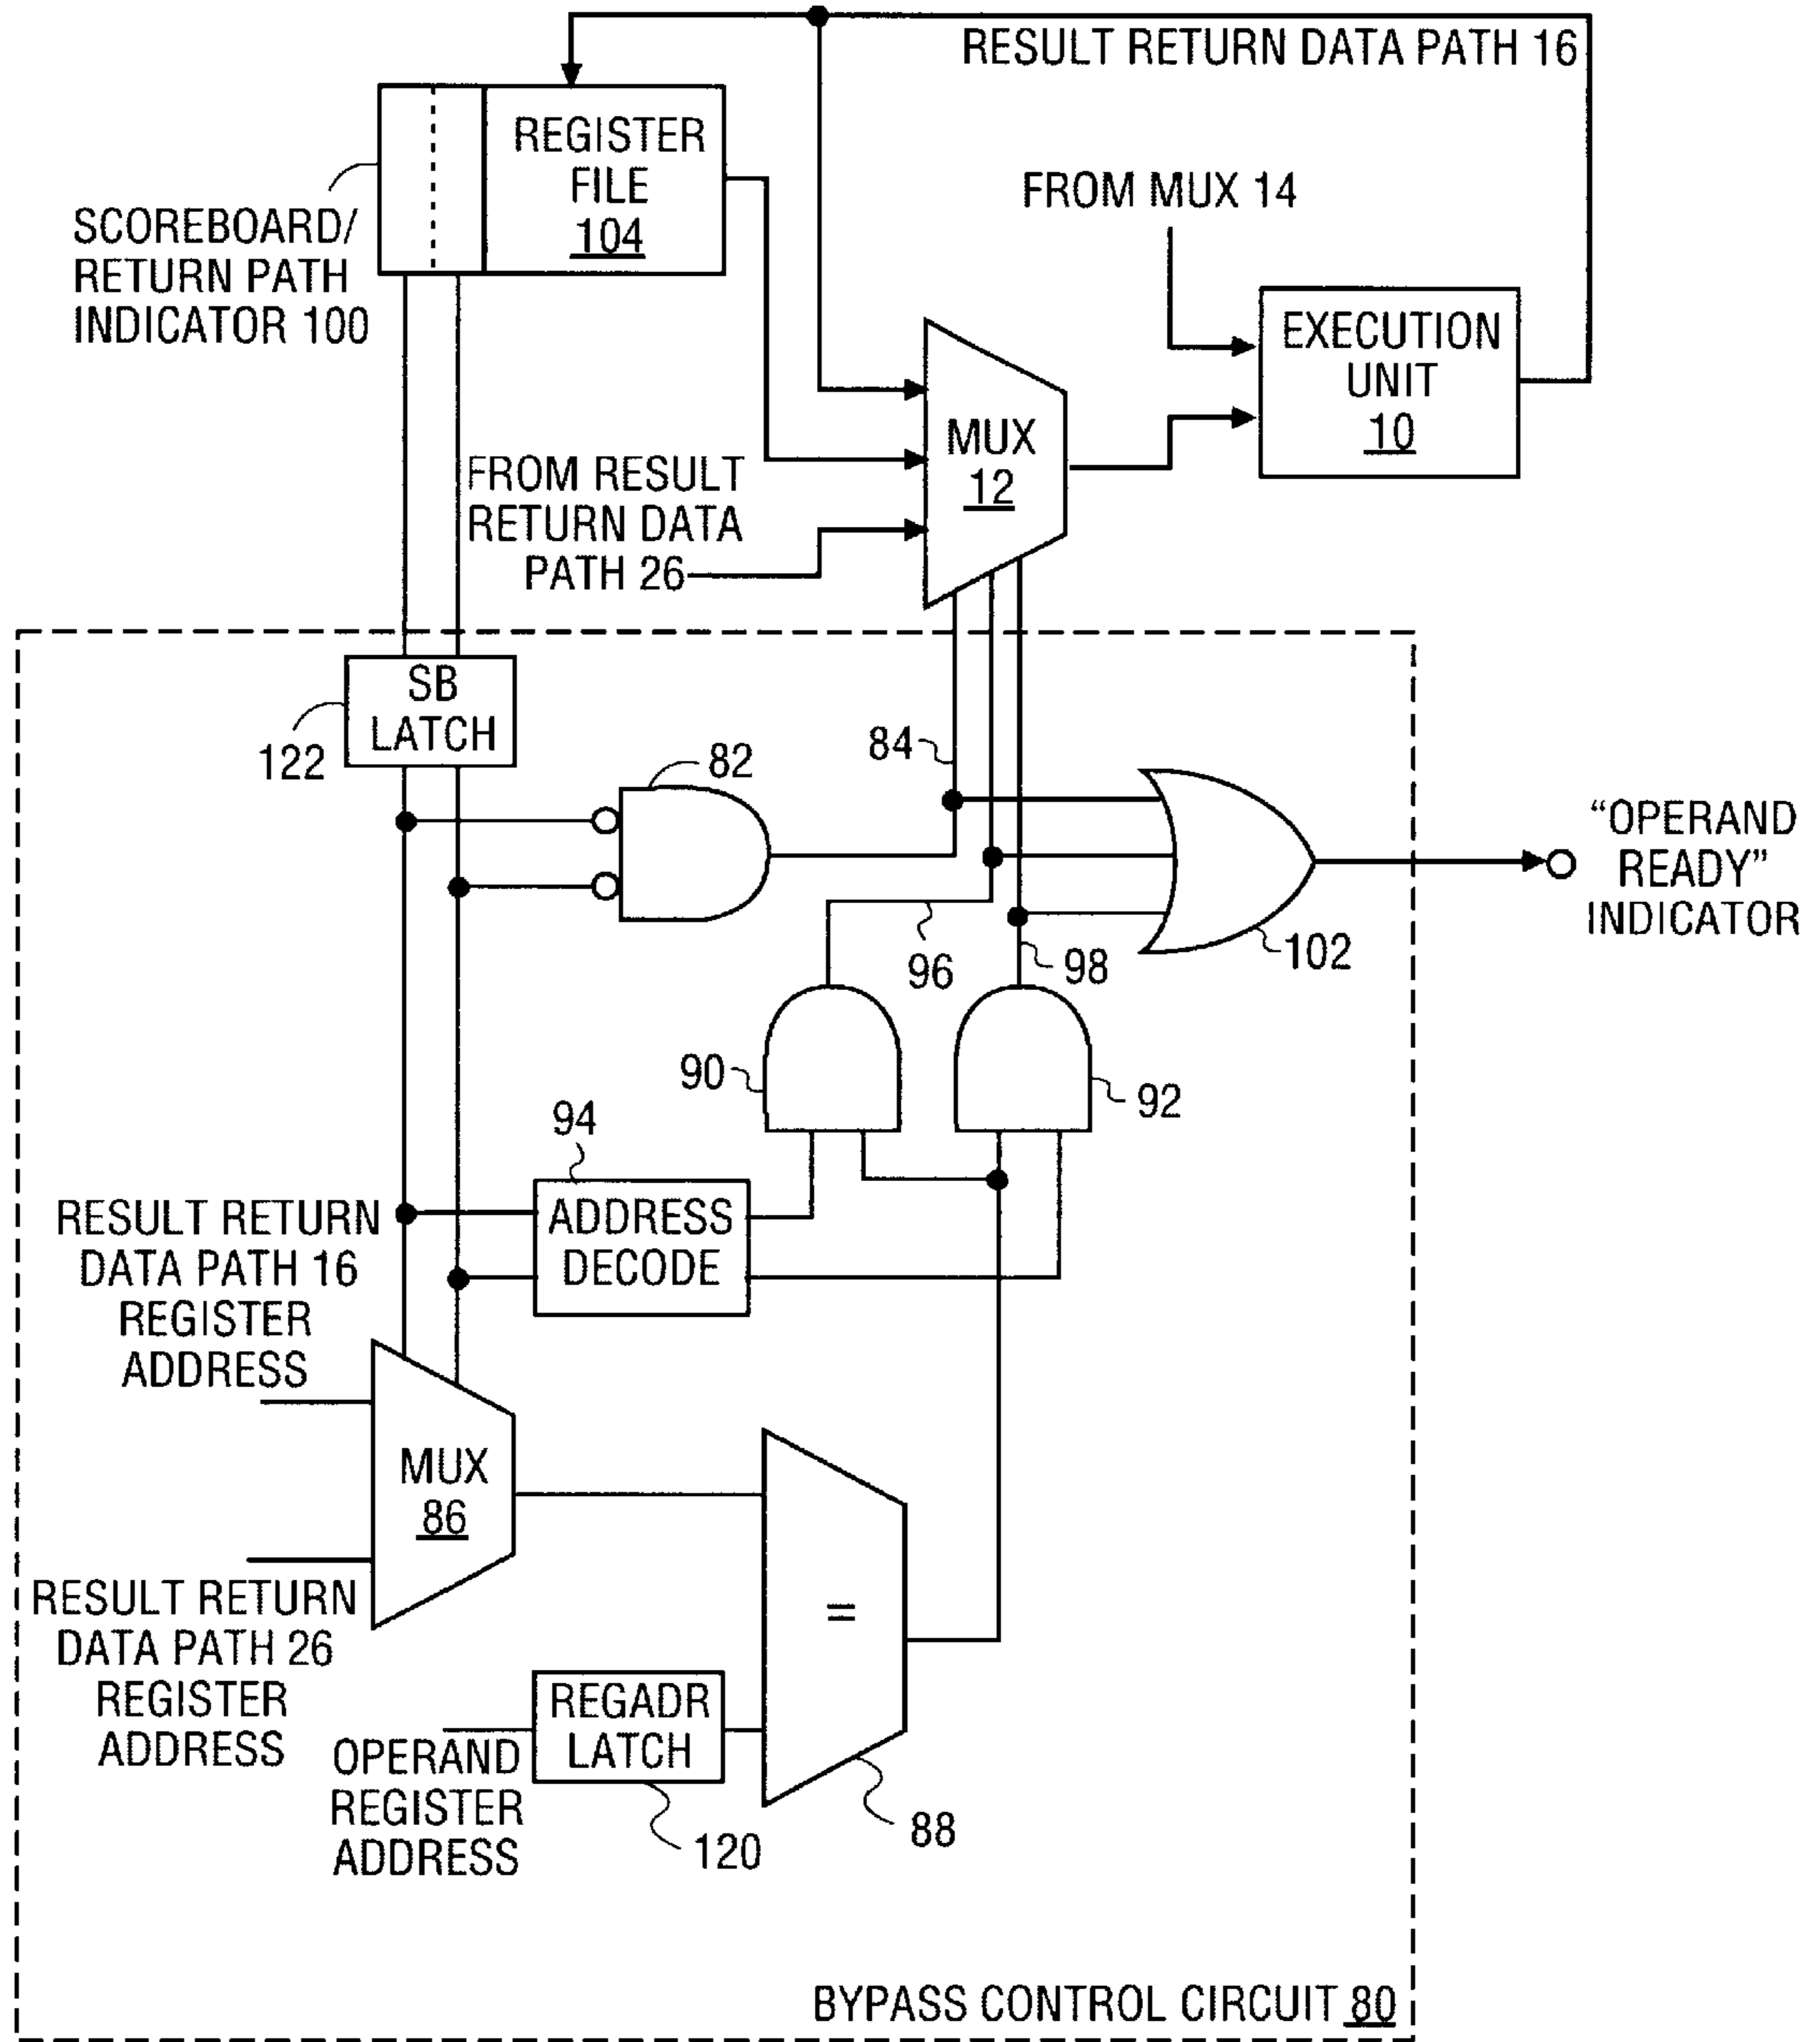 RESULT RETURN DATA PATH 16
REGISTER
FILE
104
SCOREBOARD/
RETURN PATH
INDICATOR 100
FROM MUX 14
EXECUTION
UNIT
10
MUX
12
FROM RESULT
RETURN DATA
PATH 26
SB
LATCH
122
82
84
"OPERAND
READY"
INDICATOR
102
96
98
90
92
94
ADDRESS
DECODE
RESULT RETURN
DATA PATH 16
REGISTER
ADDRESS
MUX
86
=
RESULT RETURN
DATA PATH 26
REGISTER
ADDRESS
REGADR
LATCH
OPERAND
REGISTER
ADDRESS
120
88
BYPASS CONTROL CIRCUIT 80